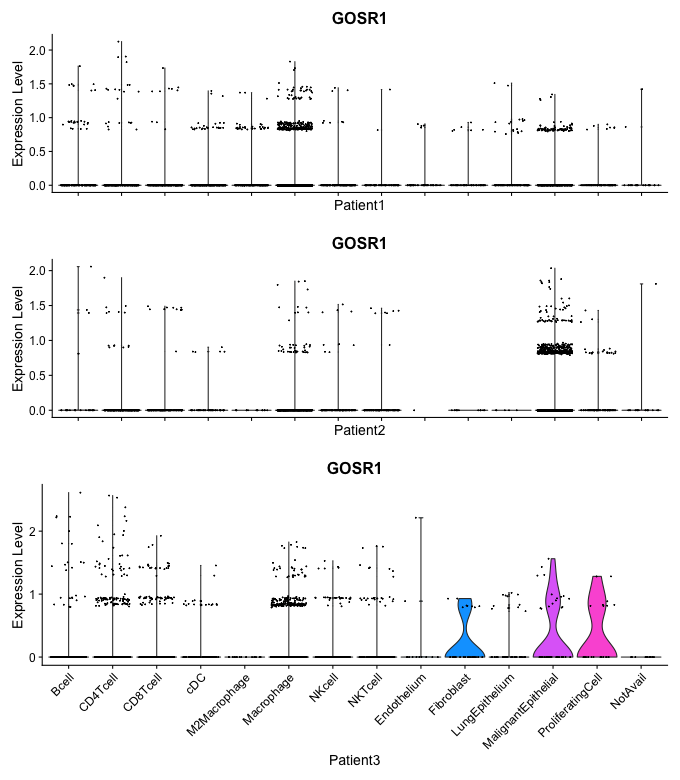 GOSR1
Expression Level
2.0
1.5
1.0
0.5
0.0
Patient1
GOSR1
Expression Level
2.0
1.5
1.0
0.5
0.0
Patient2
GOSR1
Expression Level
2
1
0
Bcell
CD4Tcell
CD8Tcell
cDC
M2Macrophage
Macrophage
NKcell
NKTcell
Endothelium
Fibroblast
LungEpithelium
MalignantEpithelial
ProliferatingCell
NotAvail
Patient3